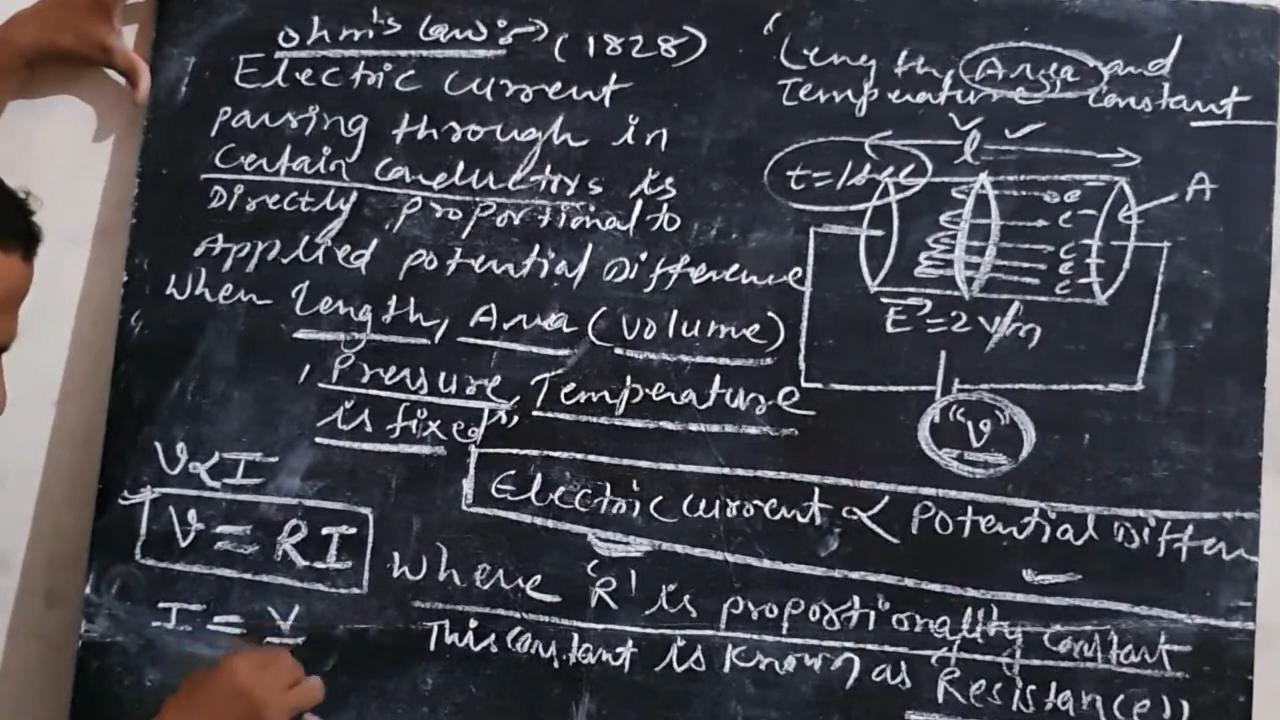 ohm's law :→ (1828)
Electric current
passing through in
Certain conductors is
Directly proportional to
Applied potential Difference
when length, Area (volume)
, Pressure, Temperature
is fixed",
V∝I
V = RI
I = V
"Length, Area and
Temperature" constant
l
t=1sec
A
e-
e-
e-
e-
e-
E→=2 V/m
"V"
Electric current ∝ Potential Differen
Where 'R' is proportionality constant
This constant is known as "Resistance"